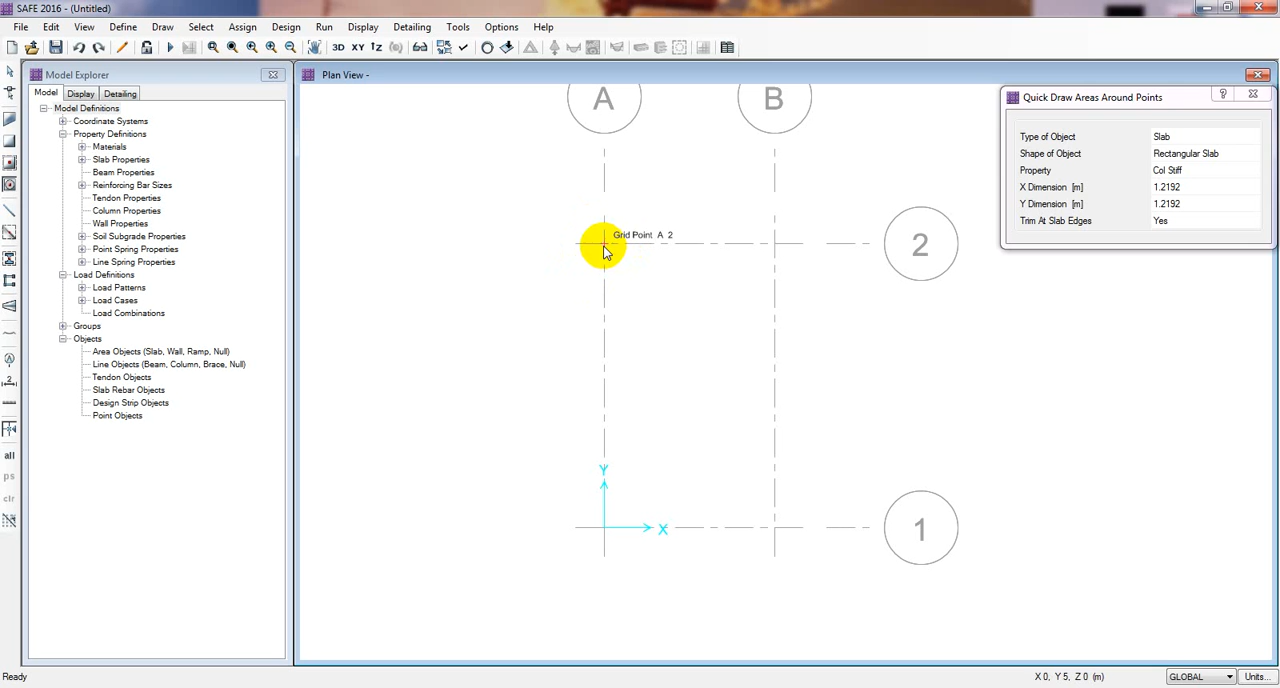 SAFE 2016 - (Untitled)
File Edit View Define Draw Select Assign Design Run Display Detailing Tools Options Help
3D XY
Model Explorer
Model Display Detailing
Model Definitions
Coordinate Systems
Property Definitions
Materials
Slab Properties
Beam Properties
Reinforcing Bar Sizes
Tendon Properties
Column Properties
Wall Properties
Soil Subgrade Properties
Point Spring Properties
Line Spring Properties
Load Definitions
Load Patterns
Load Cases
Load Combinations
Groups
Objects
Area Objects (Slab, Wall, Ramp, Null)
Line Objects (Beam, Column, Brace, Null)
Tendon Objects
Slab Rebar Objects
Design Strip Objects
Point Objects
all
ps
clr
Plan View -
A B
Grid Point A 2
2
Y
X
1
Quick Draw Areas Around Points
Type of Object Slab
Shape of Object Rectangular Slab
Property Col Stiff
X Dimension [m] 1.2192
Y Dimension [m] 1.2192
Trim At Slab Edges Yes
Ready
X 0, Y 5, Z 0 (m)
GLOBAL
Units...